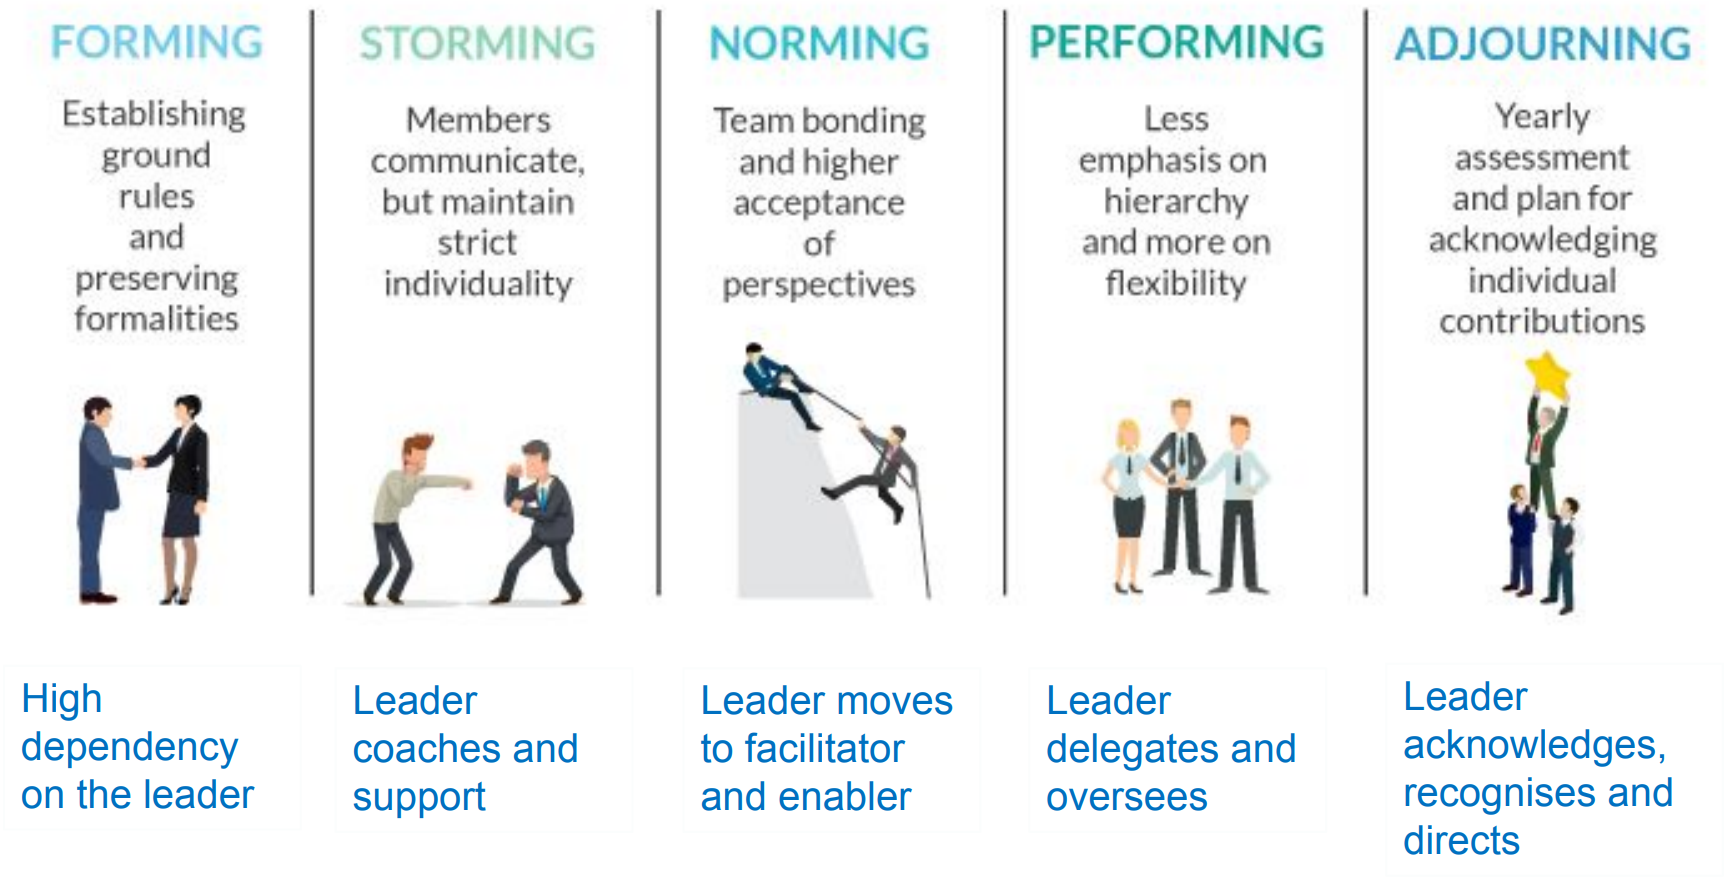 FORMING
Establishing
ground
rules
and
preserving
formalities
High
dependency
on the leader
STORMING
Members
communicate,
but maintain
strict
individuality
Leader
coaches and
support
NORMING
Team bonding
and higher
acceptance
of
perspectives
Leader moves
to facilitator
and enabler
PERFORMING
Less
emphasis on
hierarchy
and more on
flexibility
Leader
delegates and
oversees
ADJOURNING
Yearly
assessment
and plan for
acknowledging
individual
contributions
Leader
acknowledges,
recognises and
directs